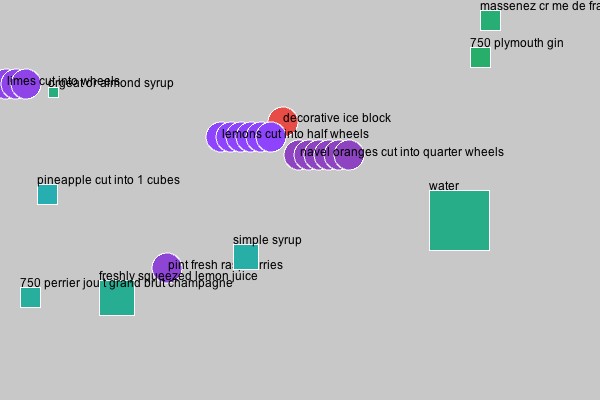 massenez cr me de fra
750 plymouth gin
limes cut into wheels
orgeat or almond syrup
decorative ice block
lemons cut into half wheels
navel oranges cut into quarter wheels
pineapple cut into 1 cubes
water
simple syrup
pint fresh raspberries
freshly squeezed lemon juice
750 perrier jou t grand brut champagne